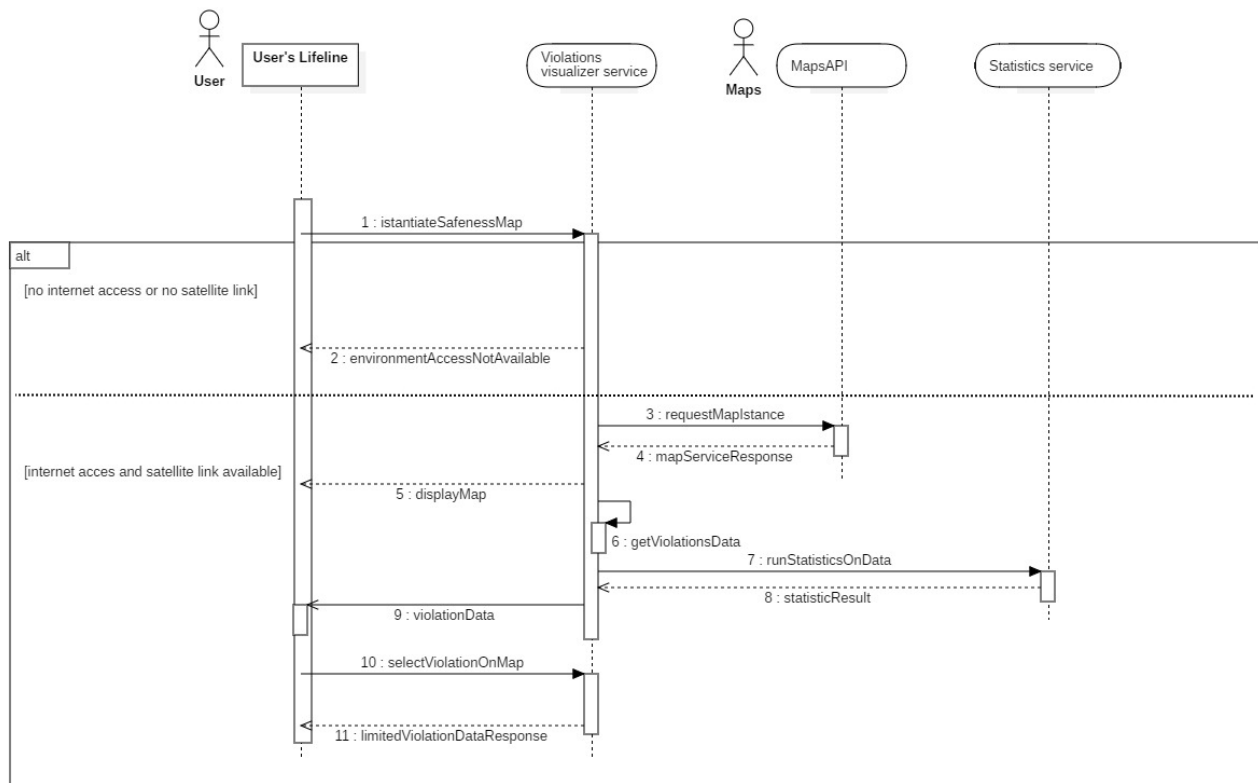 User
User's Lifeline
Violations
visualizer service
Maps
MapsAPI
Statistics service
1 : istantiateSafenessMap
alt
[no internet access or no satellite link]
2 : environmentAccessNotAvailable
3 : requestMapIstance
4 : mapServiceResponse
[internet acces and satellite link available]
5 : displayMap
6 : getViolationsData
7 : runStatisticsOnData
8 : statisticResult
9 : violationData
10 : selectViolationOnMap
11 : limitedViolationDataResponse